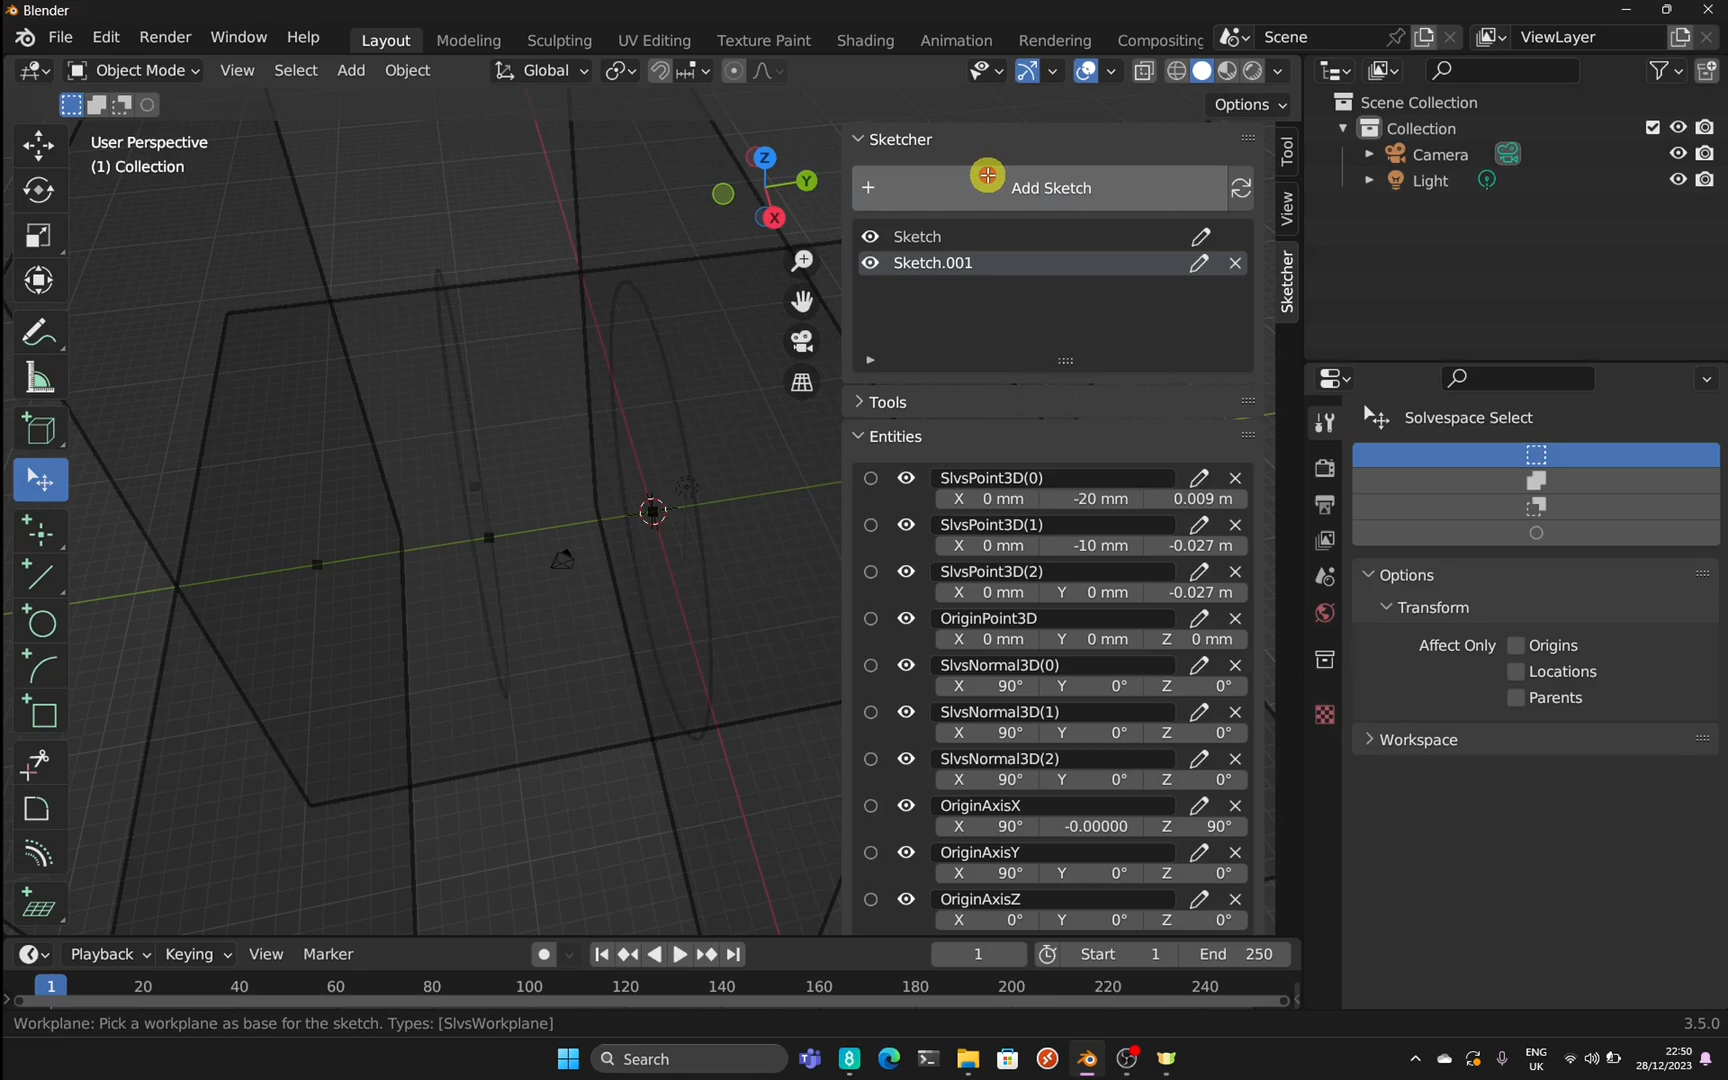 Blender
File Edit Render Window Help Layout Modeling Sculpting UV Editing Texture Paint Shading Animation Rendering Compositing Scene ViewLayer
Object Mode View Select Add Object Global
Options
User Perspective
(1) Collection
Z
Y
X
Sketcher
Add Sketch
Sketch
Sketch.001
Tools
Entities
SlvsPoint3D(0)
X 0 mm -20 mm 0.009 m
SlvsPoint3D(1)
X 0 mm -10 mm -0.027 m
SlvsPoint3D(2)
X 0 mm Y 0 mm -0.027 m
OriginPoint3D
X 0 mm Y 0 mm Z 0 mm
SlvsNormal3D(0)
X 90° Y 0° Z 0°
SlvsNormal3D(1)
X 90° Y 0° Z 0°
SlvsNormal3D(2)
X 90° Y 0° Z 0°
OriginAxisX
X 90° -0.00000 Z 90°
OriginAxisY
X 90° Y 0° Z 0°
OriginAxisZ
X 0° Y 0° Z 0°
Tool
View
Sketcher
Scene Collection
Collection
Camera
Light
Solvespace Select
Options
Transform
Affect Only Origins
Locations
Parents
Workspace
Playback Keying View Marker 1 Start 1 End 250
1 20 40 60 80 100 120 140 160 180 200 220 240
Workplane: Pick a workplane as base for the sketch. Types: [SlvsWorkplane] 3.5.0
Search
ENG
UK
22:50
28/12/2023